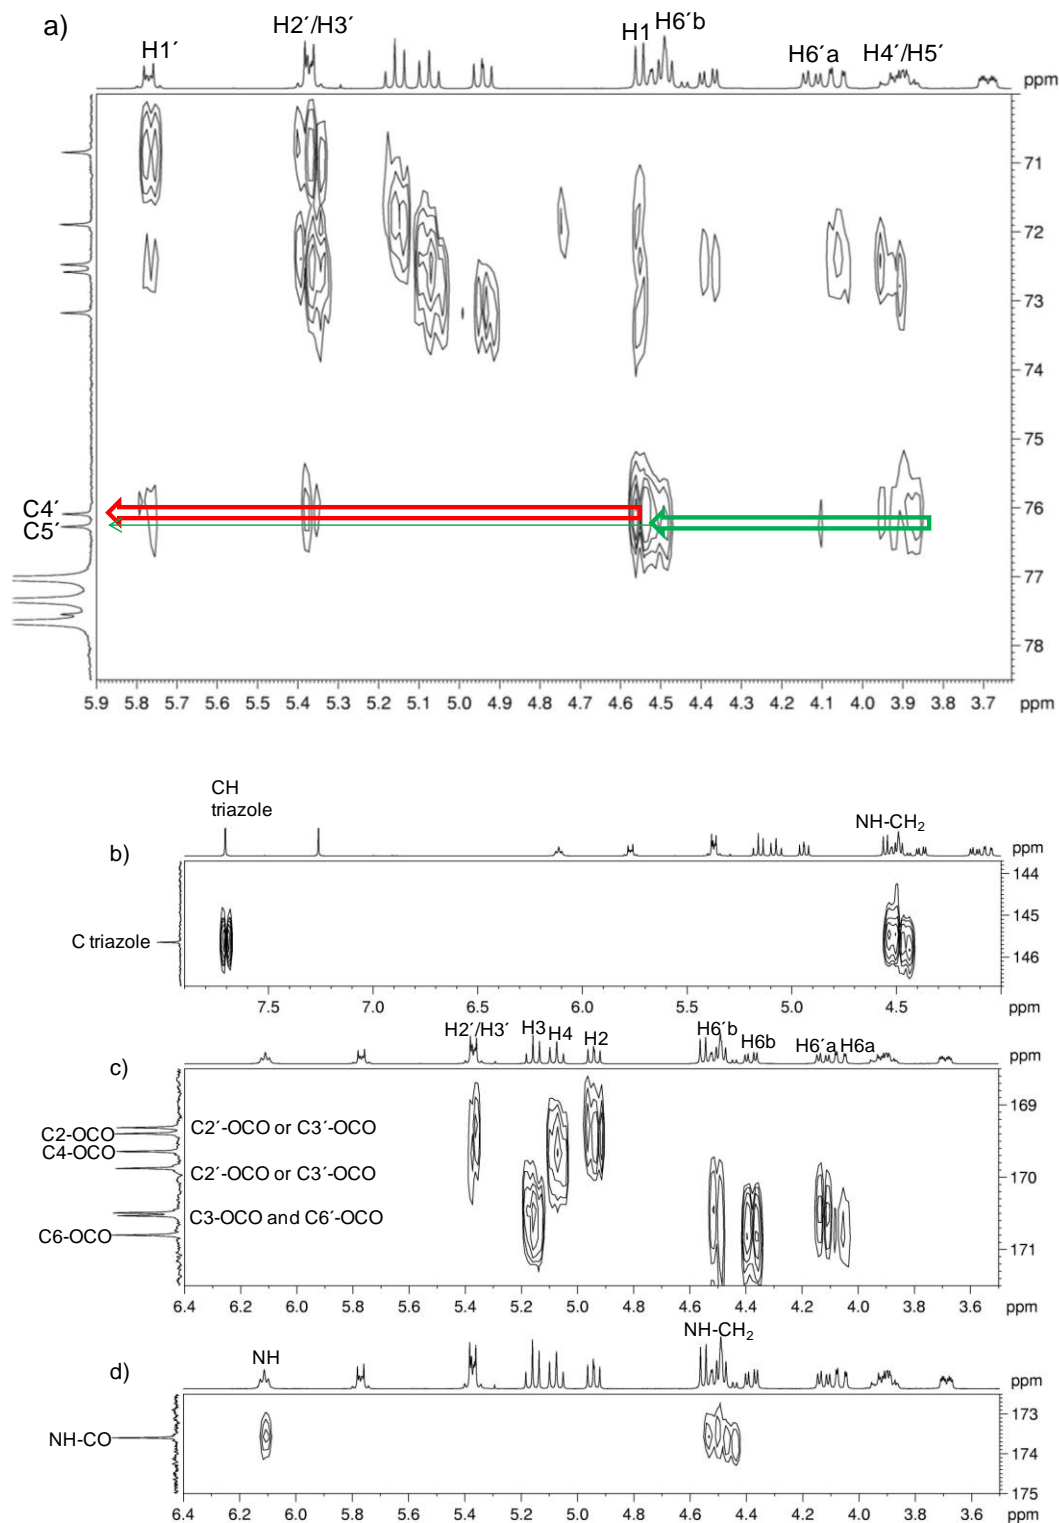 a)
H1´
H2´/H3´
H1
H6´b
H6´a
H4´/H5´
ppm
71
72
73
74
75
76
77
78
C4´
C5´
5.9 5.8 5.7 5.6 5.5 5.4 5.3 5.2 5.1 5.0 4.9 4.8 4.7 4.6 4.5 4.4 4.3 4.2 4.1 4.0 3.9 3.8 3.7 ppm
CH
triazole
NH-CH₂
b)
ppm
144
145
146
C triazole
7.5 7.0 6.5 6.0 5.5 5.0 4.5
ppm
H2´/H3´ H3 H4 H2 H6´b H6b H6´a H6a
c)
ppm
169
170
171
C2-OCO
C4-OCO
C6-OCO
C2´-OCO or C3´-OCO
C2´-OCO or C3´-OCO
C3-OCO and C6´-OCO
6.4 6.2 6.0 5.8 5.6 5.4 5.2 5.0 4.8 4.6 4.4 4.2 4.0 3.8 3.6 ppm
d)
NH
NH-CH₂
ppm
173
174
175
NH-CO
6.4 6.2 6.0 5.8 5.6 5.4 5.2 5.0 4.8 4.6 4.4 4.2 4.0 3.8 3.6 ppm